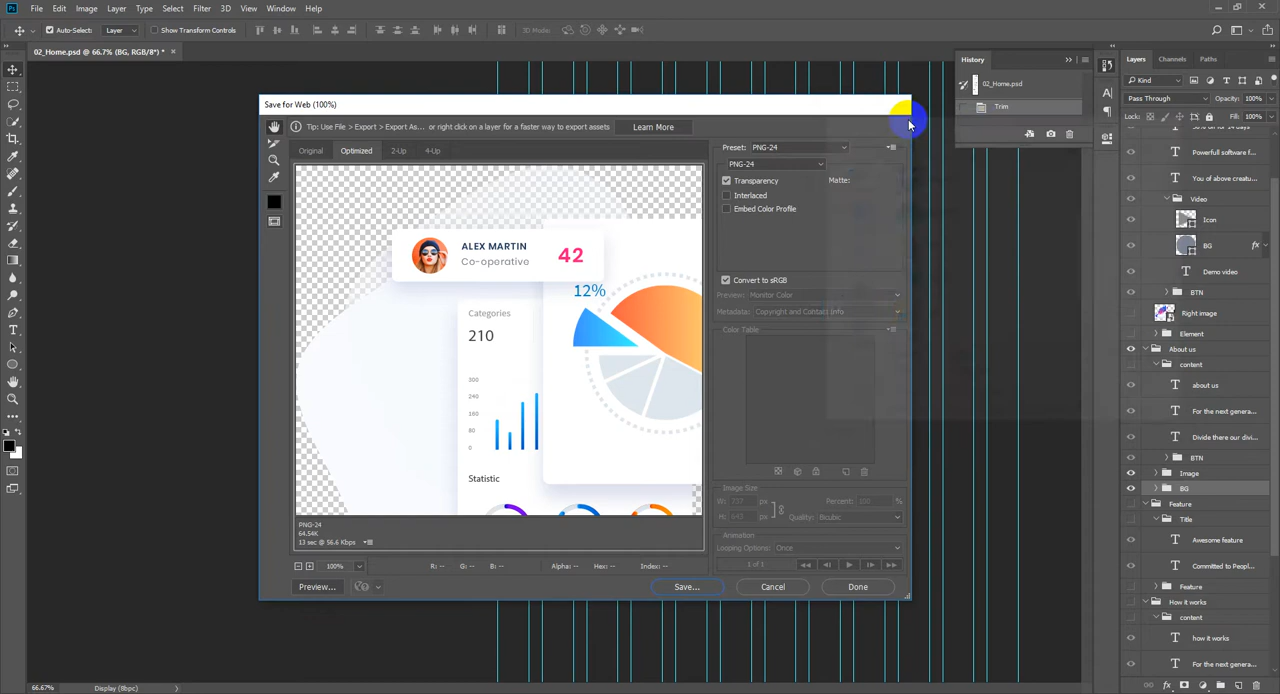 Ps File Edit Image Layer Type Select Filter 3D View Window Help
Auto-Select: Layer Show Transform Controls 3D Mode:
02_Home.psd @ 66.7% (BG, RGB/8*) * ×
Save for Web (100%)
Tip: Use File > Export > Export As... or right click on a layer for a faster way to export assets Learn More
Original Optimized 2-Up 4-Up
Preset: PNG-24
PNG-24
Transparency Matte:
Interlaced
Embed Color Profile
Convert to sRGB
Preview: Monitor Color
Metadata: Copyright and Contact Info
Color Table
Image Size
W: 737 px Percent: 100 %
H: 643 px Quality: Bicubic
Animation
Looping Options: Once
1 of 1
ALEX MARTIN
Co-operative
42
12%
Categories
210
300
240
160
80
0
Statistic
PNG-24
64.54K
13 sec @ 56.6 Kbps
100% R: -- G: -- B: -- Alpha: -- Hex: -- Index: --
Preview... Save... Cancel Done
History
02_Home.psd
Trim
Layers Channels Paths
Kind
Pass Through Opacity: 100%
Lock: Fill: 100%
Powerfull software f...
You of above creatu...
Video
Icon
BG fx
Demo video
BTN
Right image
Element
About us
content
about us
For the next genera...
Divide there our divi...
BTN
Image
BG
Feature
Title
Awesome feature
Committed to Peopl...
Feature
How it works
content
how it works
For the next genera...
66.67% Display (8bpc)